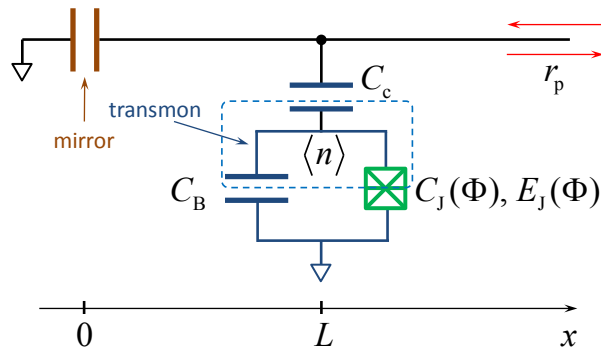 r_p
C_c
transmon
mirror
⟨n⟩
C_B
C_J(Φ), E_J(Φ)
0
L
x